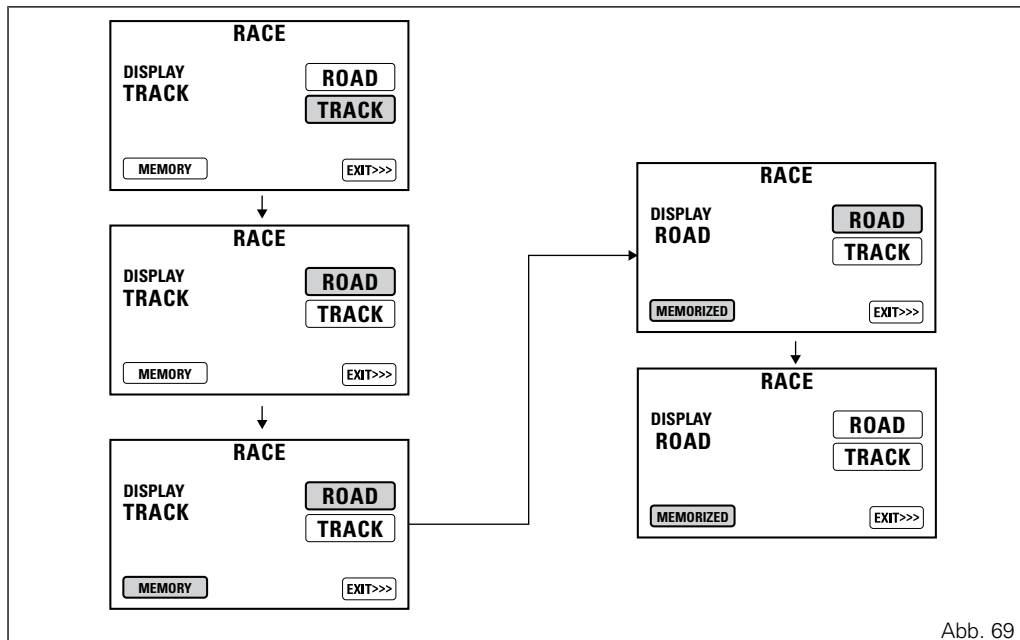 RACE
DISPLAY
TRACK
ROAD
TRACK
MEMORY
EXIT>>>
RACE
DISPLAY
TRACK
ROAD
TRACK
MEMORY
EXIT>>>
RACE
DISPLAY
TRACK
ROAD
TRACK
MEMORY
EXIT>>>
RACE
DISPLAY
ROAD
ROAD
TRACK
MEMORIZED
EXIT>>>
RACE
DISPLAY
ROAD
ROAD
TRACK
MEMORIZED
EXIT>>>
Abb. 69